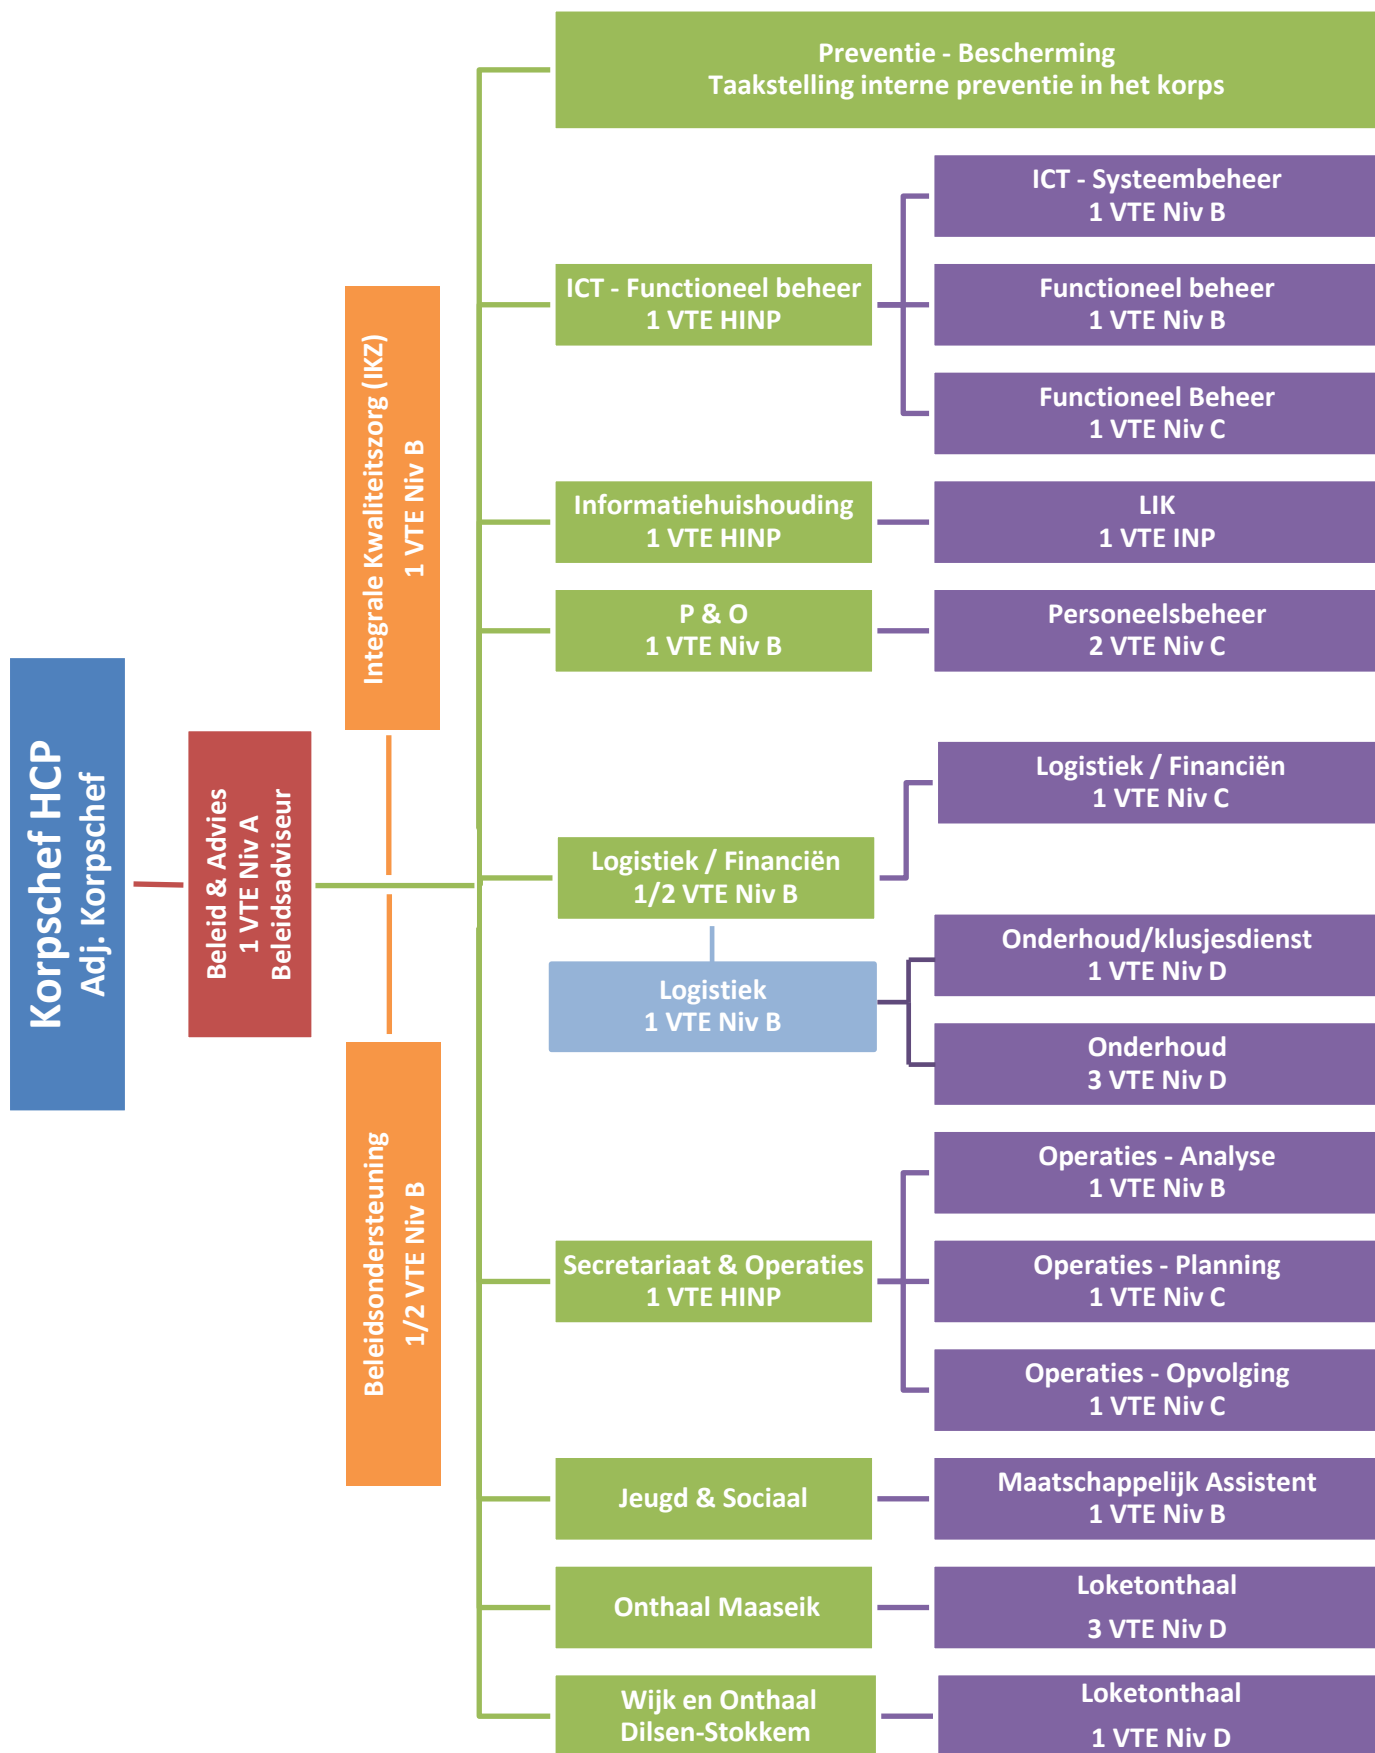 Korpschef HCP
Adj. Korpschef
Beleid & Advies
1 VTE Niv A
Beleidsadviseur
Integrale Kwaliteitszorg (IKZ)
1 VTE Niv B
Beleidsondersteuning
1/2 VTE Niv B
Preventie - Bescherming
Taakstelling interne preventie in het korps
ICT - Functioneel beheer
1 VTE HINP
ICT - Systeembeheer
1 VTE Niv B
Functioneel beheer
1 VTE Niv B
Functioneel Beheer
1 VTE Niv C
Informatiehuishouding
1 VTE HINP
LIK
1 VTE INP
P & O
1 VTE Niv B
Personeelsbeheer
2 VTE Niv C
Logistiek / Financiën
1/2 VTE Niv B
Logistiek / Financiën
1 VTE Niv C
Logistiek
1 VTE Niv B
Onderhoud/klusjesdienst
1 VTE Niv D
Onderhoud
3 VTE Niv D
Secretariaat & Operaties
1 VTE HINP
Operaties - Analyse
1 VTE Niv B
Operaties - Planning
1 VTE Niv C
Operaties - Opvolging
1 VTE Niv C
Jeugd & Sociaal
Maatschappelijk Assistent
1 VTE Niv B
Onthaal Maaseik
Loketonthaal
3 VTE Niv D
Wijk en Onthaal
Dilsen-Stokkem
Loketonthaal
1 VTE Niv D